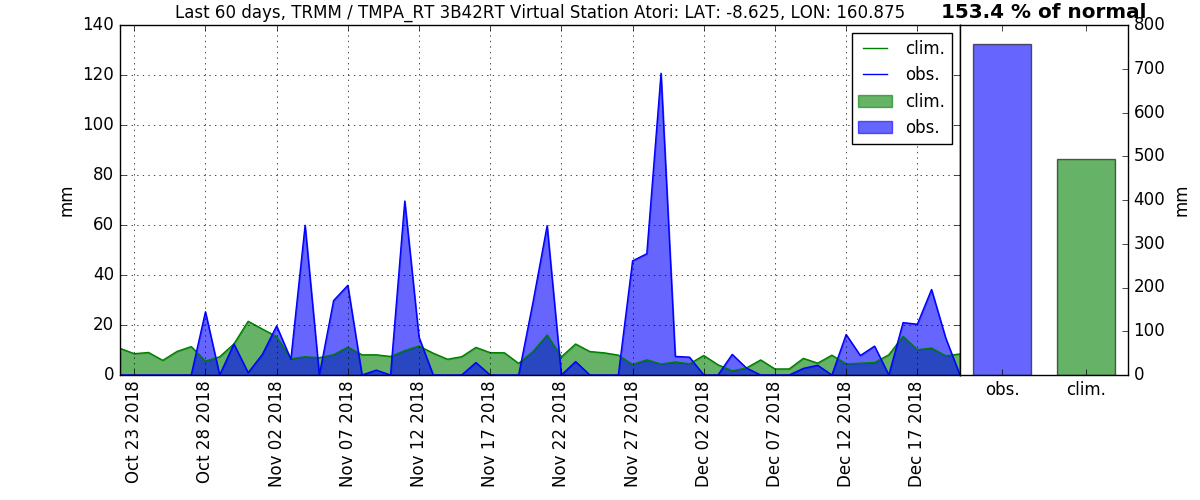 Last 60 days, TRMM / TMPA_RT 3B42RT Virtual Station Atori: LAT: -8.625, LON: 160.875
153.4 % of normal
140
120
100
80
60
40
20
0
mm
clim.
obs.
clim.
obs.
800
700
600
500
400
300
200
100
0
mm
Oct 23 2018
Oct 28 2018
Nov 02 2018
Nov 07 2018
Nov 12 2018
Nov 17 2018
Nov 22 2018
Nov 27 2018
Dec 02 2018
Dec 07 2018
Dec 12 2018
Dec 17 2018
obs.
clim.